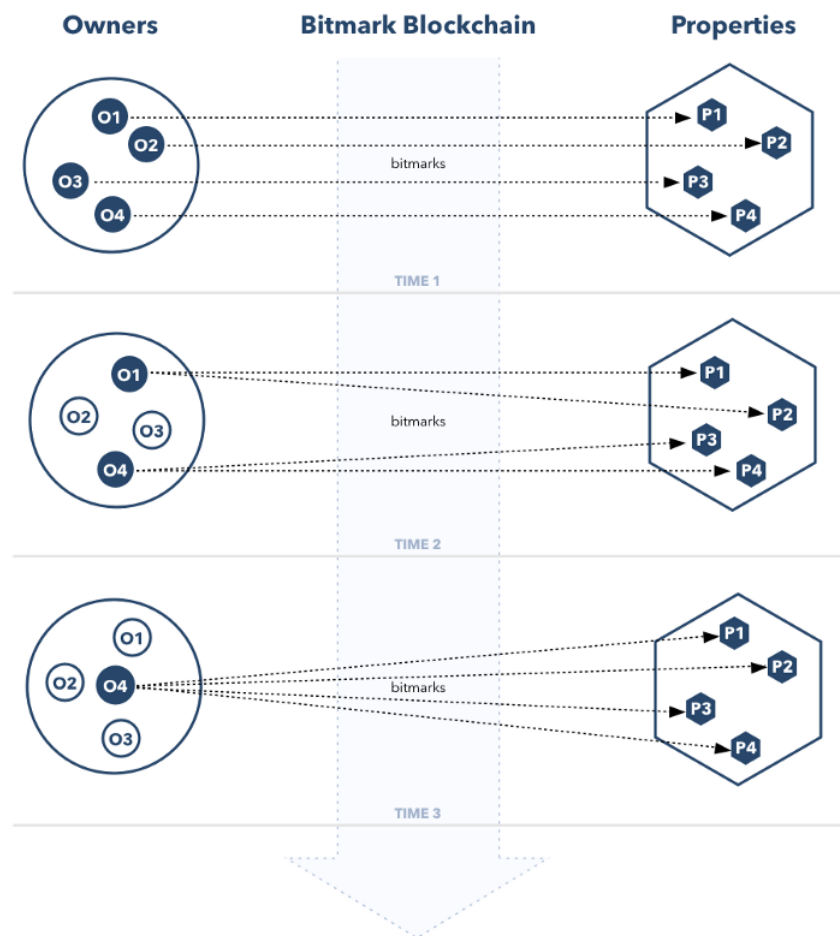 Owners Bitmark Blockchain Properties
O1 P1
O2 P2
bitmarks
O3 P3
O4 P4
TIME 1
O1 P1
O2 P2
bitmarks
O3 P3
O4 P4
TIME 2
O1 P1
O2 O4 bitmarks P2
P3
O3 P4
TIME 3